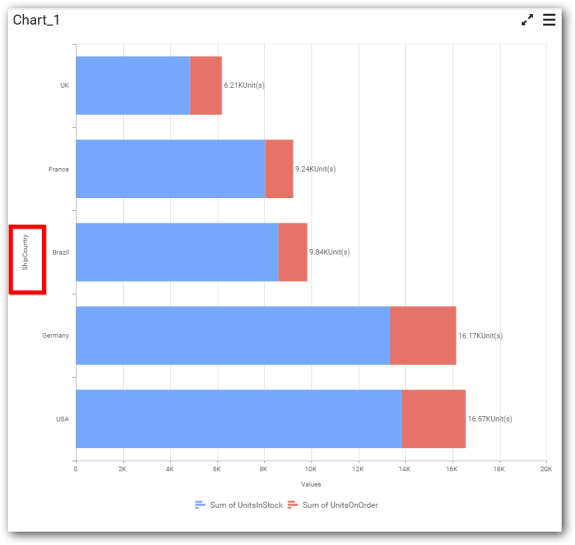 Chart_1
UK
6.21KUnit(s)
France
9.24KUnit(s)
ShipCountry
Brazil
9.84KUnit(s)
Germany
16.17KUnit(s)
USA
16.57KUnit(s)
0 2K 4K 6K 8K 10K 12K 14K 16K 18K 20K
Values
Sum of UnitsInStock Sum of UnitsOnOrder